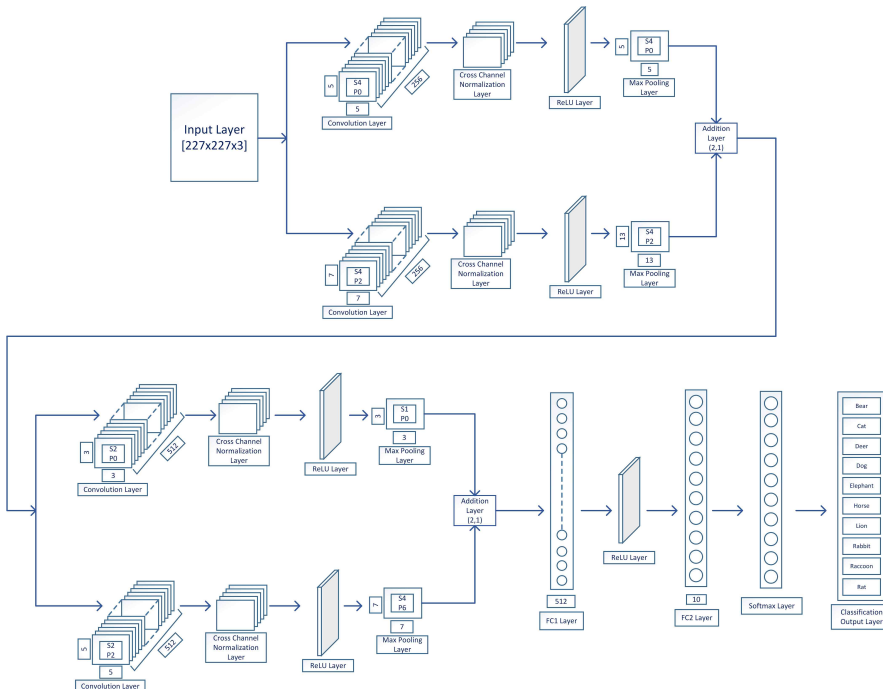 Input Layer
[227x227x3]
5
S4
P0
5
256
Convolution Layer
Cross Channel
Normalization
Layer
ReLU Layer
5
S4
P0
5
Max Pooling
Layer
Addition
Layer
(2,1)
7
S4
P2
7
256
Convolution Layer
Cross Channel
Normalization
Layer
ReLU Layer
13
S4
P2
13
Max Pooling
Layer
3
S2
P0
3
512
Convolution Layer
Cross Channel
Normalization
Layer
ReLU Layer
3
S1
P0
3
Max Pooling
Layer
Addition
Layer
(2,1)
5
S2
P2
5
512
Convolution Layer
Cross Channel
Normalization
Layer
ReLU Layer
7
S4
P6
7
Max Pooling
Layer
512
FC1 Layer
ReLU Layer
10
FC2 Layer
Softmax Layer
Bear
Cat
Deer
Dog
Elephant
Horse
Lion
Rabbit
Raccoon
Rat
Classification
Output Layer